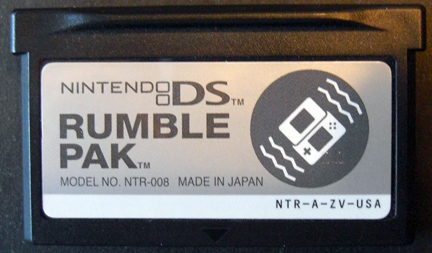 NINTENDO DS™
RUMBLE
PAK™
MODEL NO. NTR-008 MADE IN JAPAN
NTR-A-ZV-USA